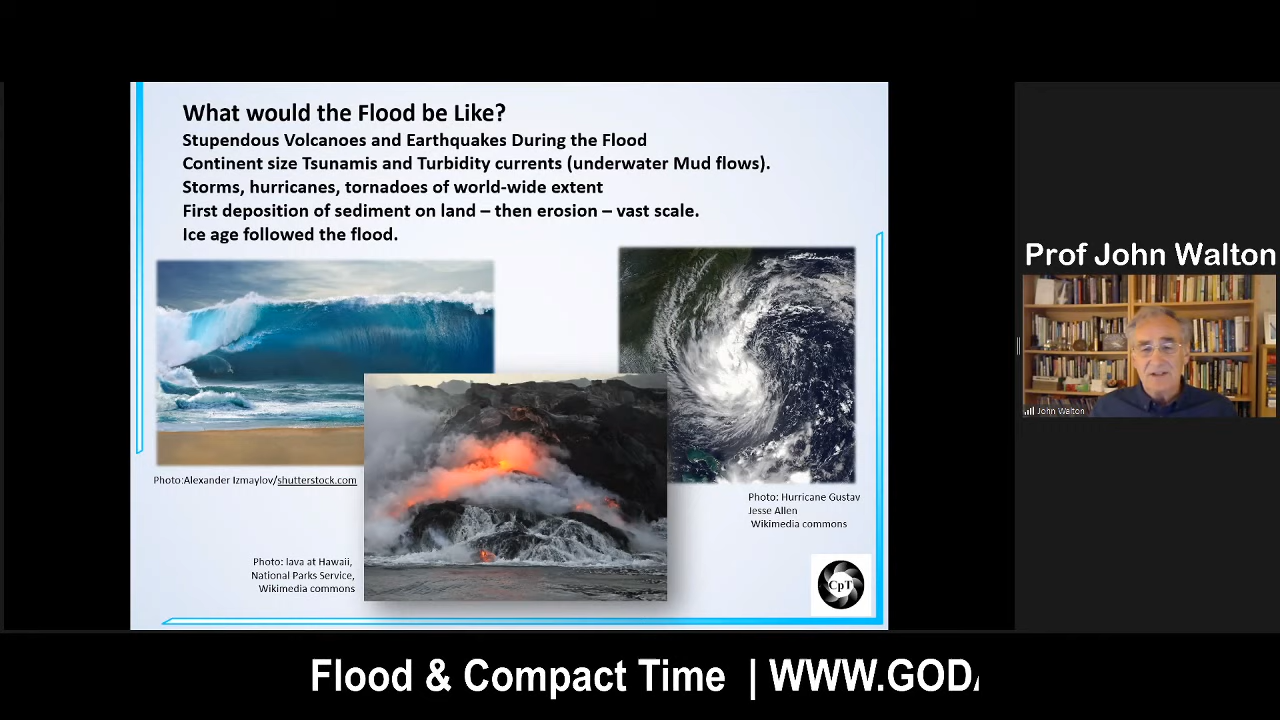 What would the Flood be Like?
Stupendous Volcanoes and Earthquakes During the Flood
Continent size Tsunamis and Turbidity currents (underwater Mud flows).
Storms, hurricanes, tornadoes of world-wide extent
First deposition of sediment on land – then erosion – vast scale.
Ice age followed the flood.
Photo:Alexander Izmaylov/shutterstock.com
Photo: Hurricane Gustav
Jesse Allen
Wikimedia commons
Photo: lava at Hawaii,
National Parks Service,
Wikimedia commons
CpT
Prof John Walton
John Walton
Flood & Compact Time | WWW.GOD